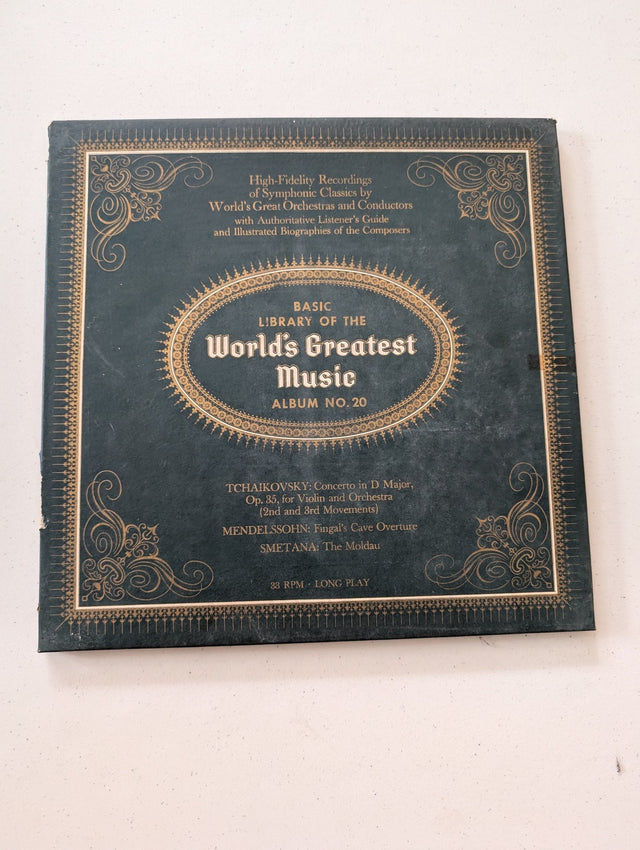 High-Fidelity Recordings
of Symphonic Classics by
World's Great Orchestras and Conductors
with Authoritative Listener's Guide
and Illustrated Biographies of the Composers
BASIC
LIBRARY OF THE
World's Greatest
Music
ALBUM NO. 20
TCHAIKOVSKY: Concerto in D Major,
Op. 35, for Violin and Orchestra
(2nd and 3rd Movements)
MENDELSSOHN: Fingal's Cave Overture
SMETANA: The Moldau
33 RPM · LONG PLAY